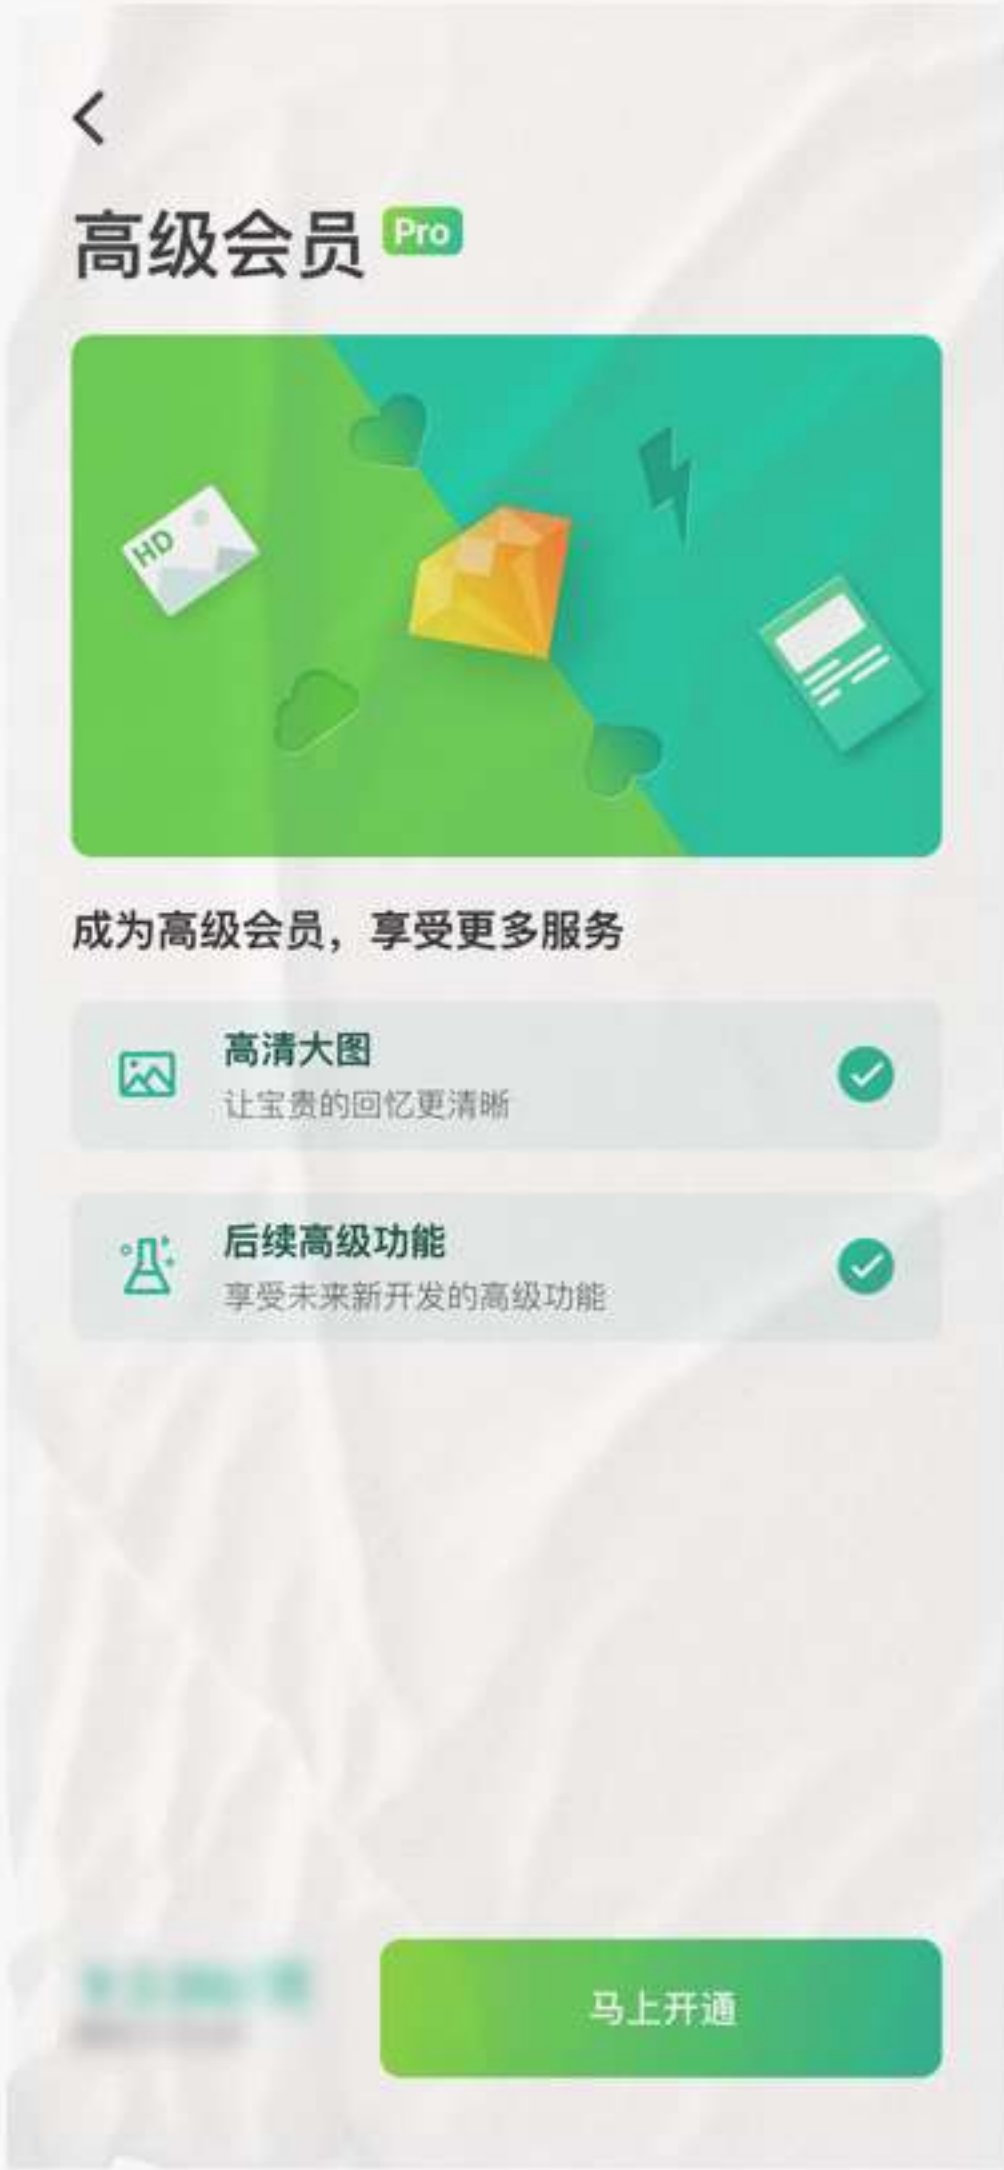 高级会员 Pro
HD
成为高级会员，享受更多服务
高清大图
让宝贵的回忆更清晰
后续高级功能
享受未来新开发的高级功能
马上开通